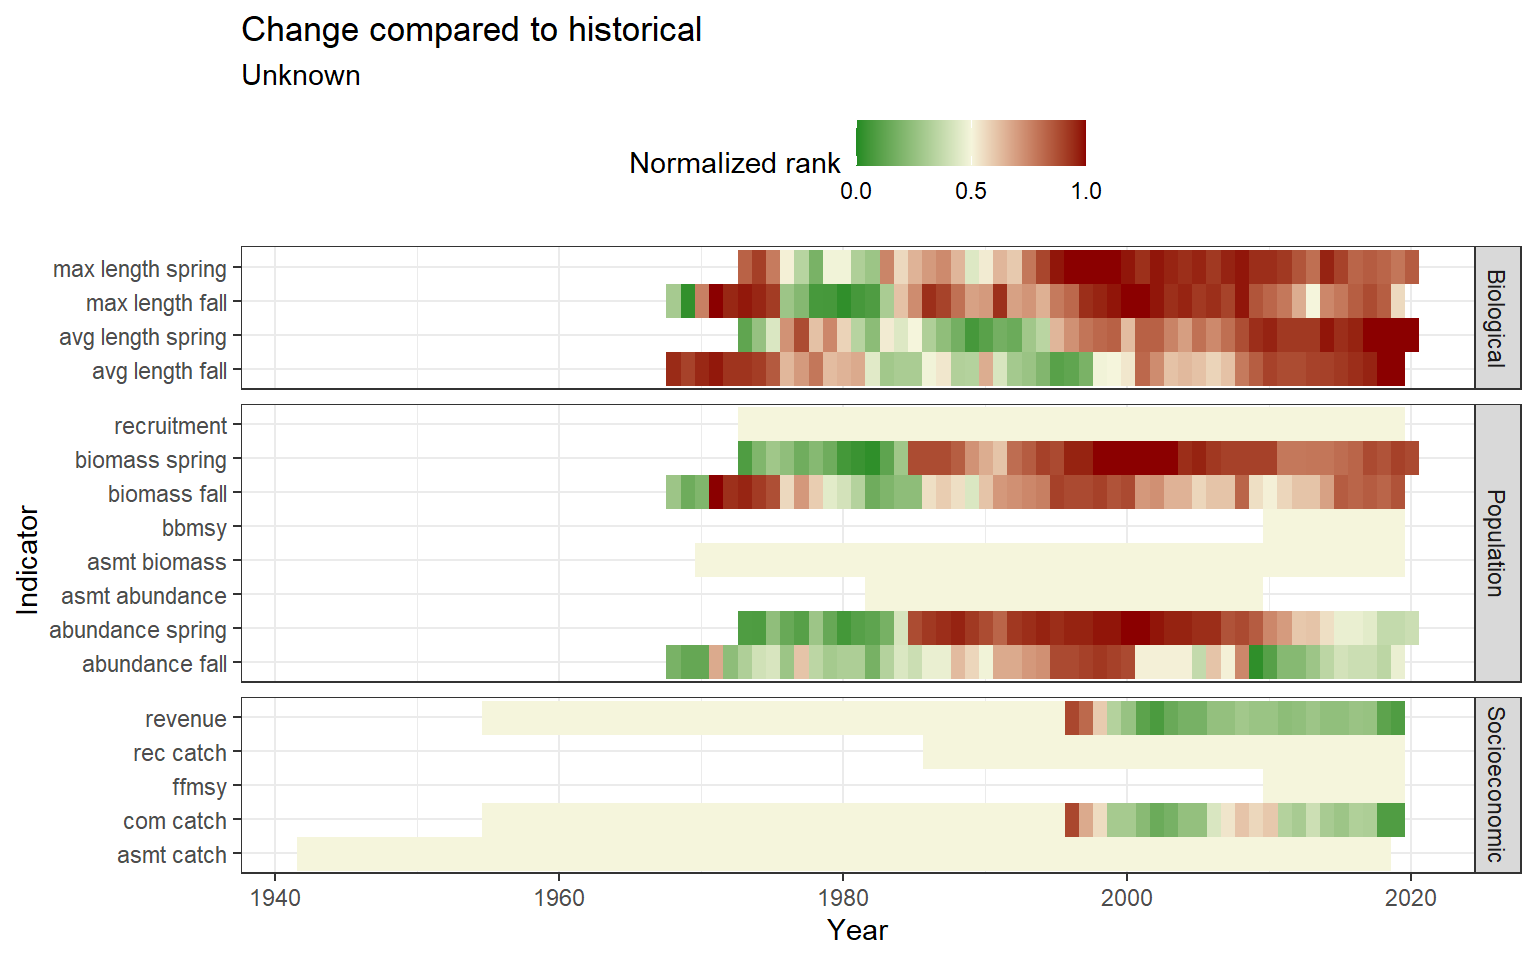 Change compared to historical
Unknown
Normalized rank
0.0 0.5 1.0
max length spring
max length fall
avg length spring
avg length fall
Biological
recruitment
biomass spring
biomass fall
bbmsy
asmt biomass
asmt abundance
abundance spring
abundance fall
Population
revenue
rec catch
ffmsy
com catch
asmt catch
Socioeconomic
Indicator
1940 1960 1980 2000 2020
Year